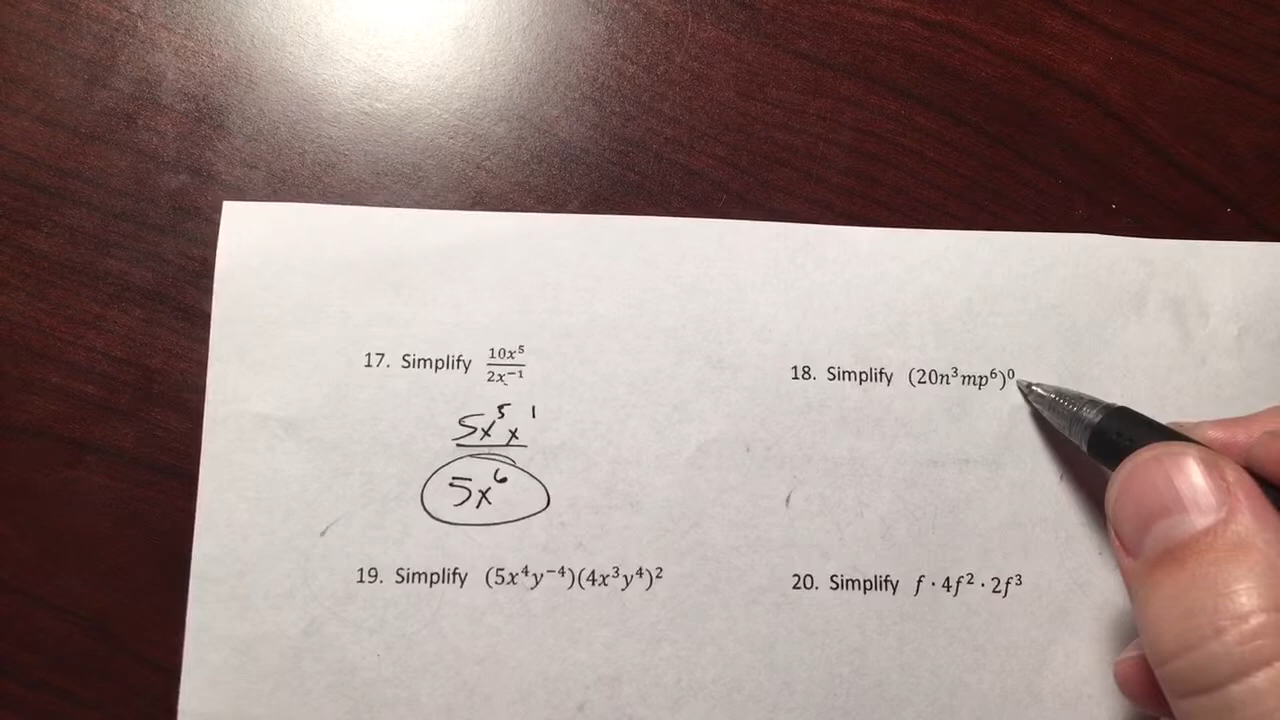 17. Simplify 10x⁵/2x⁻¹
5x⁵x¹
5x⁶
18. Simplify (20n³mp⁶)⁰
19. Simplify (5x⁴y⁻⁴)(4x³y⁴)²
20. Simplify f · 4f² · 2f³